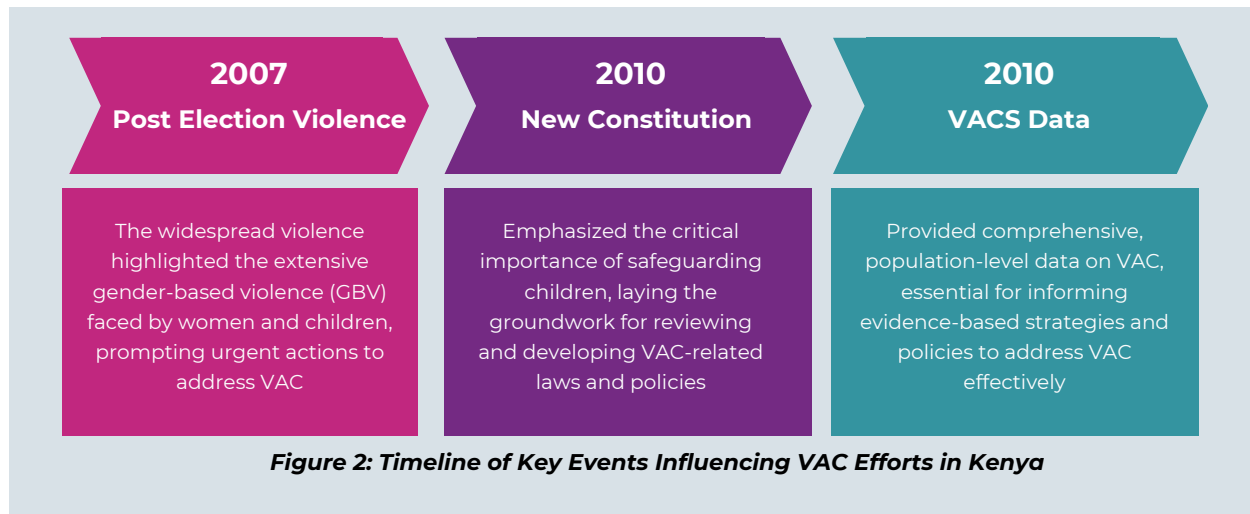 2007
Post Election Violence
The widespread violence
highlighted the extensive
gender-based violence (GBV)
faced by women and children,
prompting urgent actions to
address VAC
2010
New Constitution
Emphasized the critical
importance of safeguarding
children, laying the
groundwork for reviewing
and developing VAC-related
laws and policies
2010
VACS Data
Provided comprehensive,
population-level data on VAC,
essential for informing
evidence-based strategies and
policies to address VAC
effectively
Figure 2: Timeline of Key Events Influencing VAC Efforts in Kenya